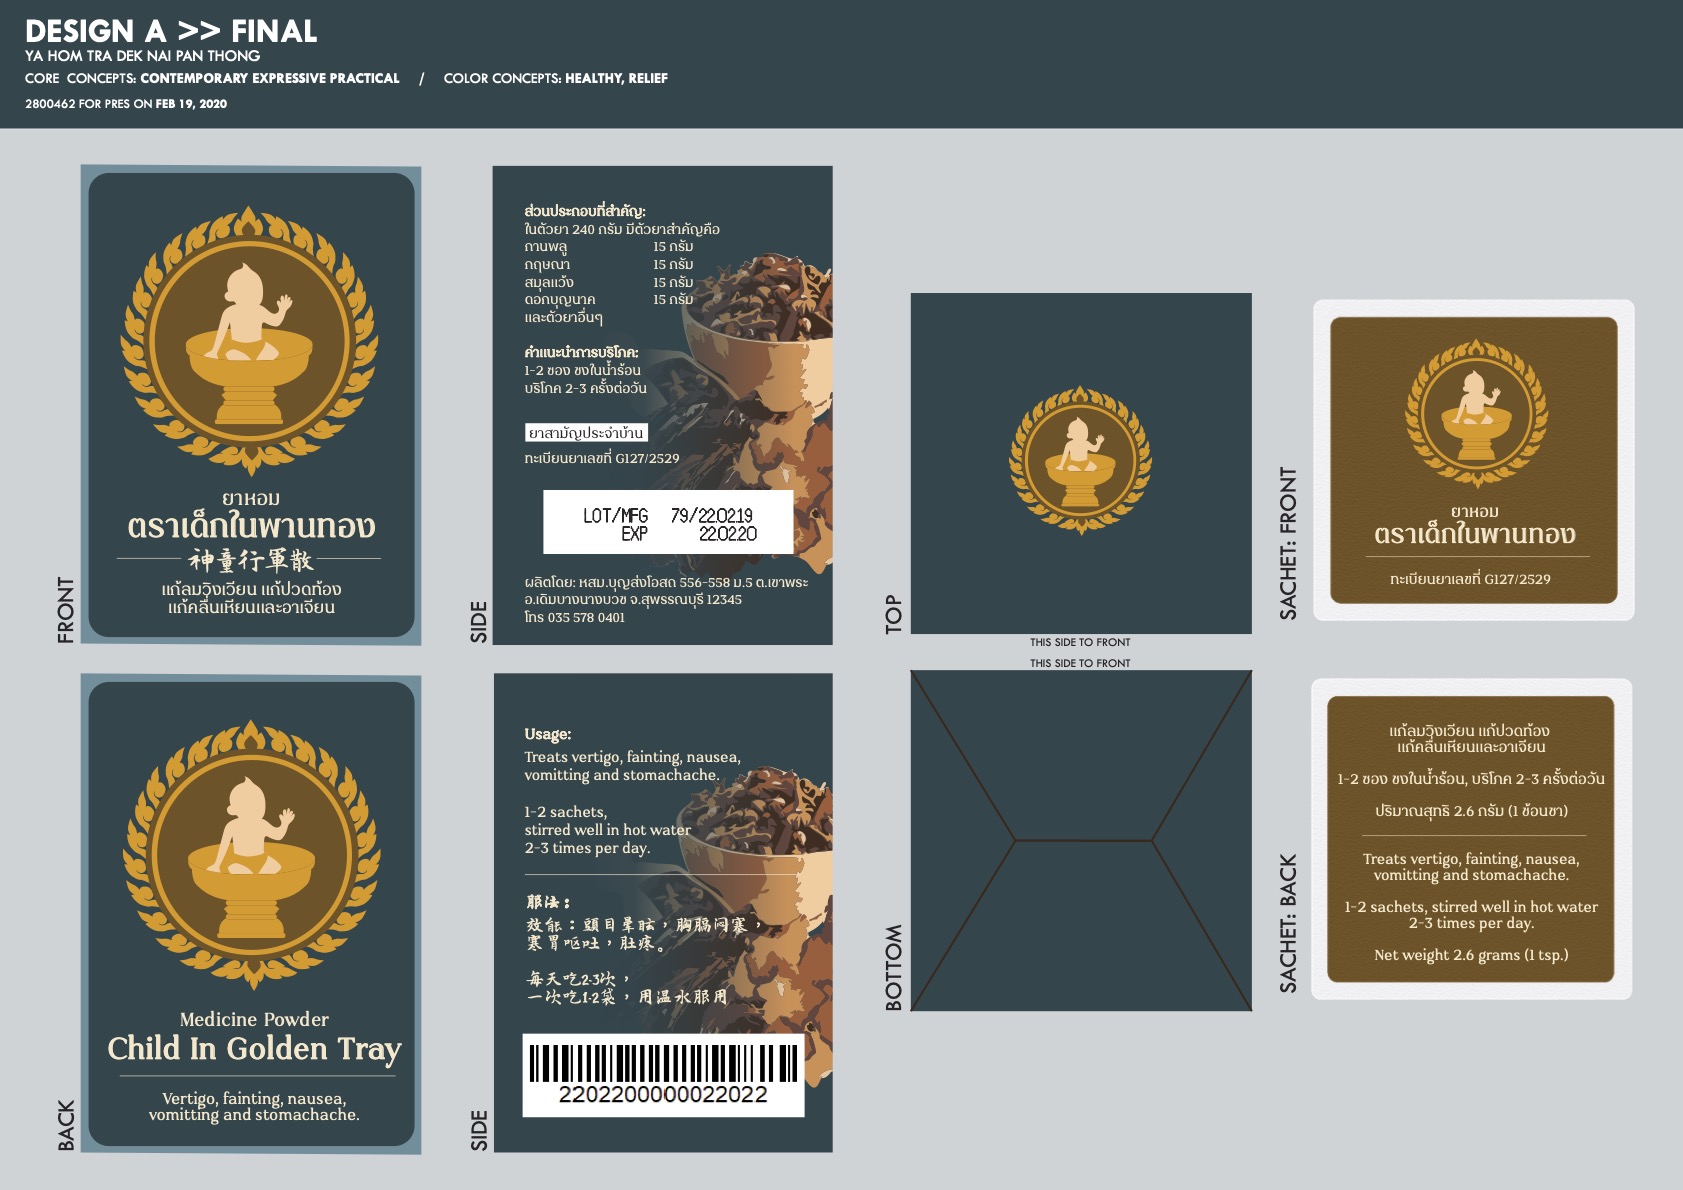 DESIGN A >> FINAL
YA HOM TRA DEK NAI PAN THONG
CORE CONCEPTS: CONTEMPORARY EXPRESSIVE PRACTICAL / COLOR CONCEPTS: HEALTHY, RELIEF
2800462 FOR PRES ON FEB 19, 2020
FRONT
ยาหอม
ตราเด็กในพานทอง
神童行軍散
แก้ลมวิงเวียน แก้ปวดท้อง
แก้คลื่นเหียนและอาเจียน
SIDE
ส่วนประกอบที่สำคัญ:
ในตัวยา 240 กรัม มีตัวยาสำคัญคือ
กานพลู 15 กรัม
กฤษณา 15 กรัม
สมุลแว้ง 15 กรัม
ดอกบุญนาค 15 กรัม
และตัวยาอื่นๆ
คำแนะนำการบริโภค:
1-2 ซอง ชงในน้ำร้อน
บริโภค 2-3 ครั้งต่อวัน
ยาสามัญประจำบ้าน
ทะเบียนยาเลขที่ G127/2529
LOT/MFG 79/220219
EXP 220220
ผลิตโดย: หสม.บุญส่งโอสถ 556-558 ม.5 ต.เขาพระ
อ.เดิมบางนางบวช จ.สุพรรณบุรี 12345
โทร 035 578 0401
TOP
THIS SIDE TO FRONT
SACHET: FRONT
ยาหอม
ตราเด็กในพานทอง
ทะเบียนยาเลขที่ G127/2529
BACK
Medicine Powder
Child In Golden Tray
Vertigo, fainting, nausea,
vomitting and stomachache.
SIDE
Usage:
Treats vertigo, fainting, nausea,
vomitting and stomachache.
1-2 sachets,
stirred well in hot water
2-3 times per day.
服法：
效能：頭目暈眩，胸膈闷塞，
寒胃呕吐，肚疼。
每天吃2-3次，
一次吃1-2袋，用温水服用
2202200000022022
THIS SIDE TO FRONT
BOTTOM
SACHET: BACK
แก้ลมวิงเวียน แก้ปวดท้อง
แก้คลื่นเหียนและอาเจียน
1-2 ซอง ชงในน้ำร้อน, บริโภค 2-3 ครั้งต่อวัน
ปริมาณสุทธิ 2.6 กรัม (1 ช้อนชา)
Treats vertigo, fainting, nausea,
vomitting and stomachache.
1-2 sachets, stirred well in hot water
2-3 times per day.
Net weight 2.6 grams (1 tsp.)